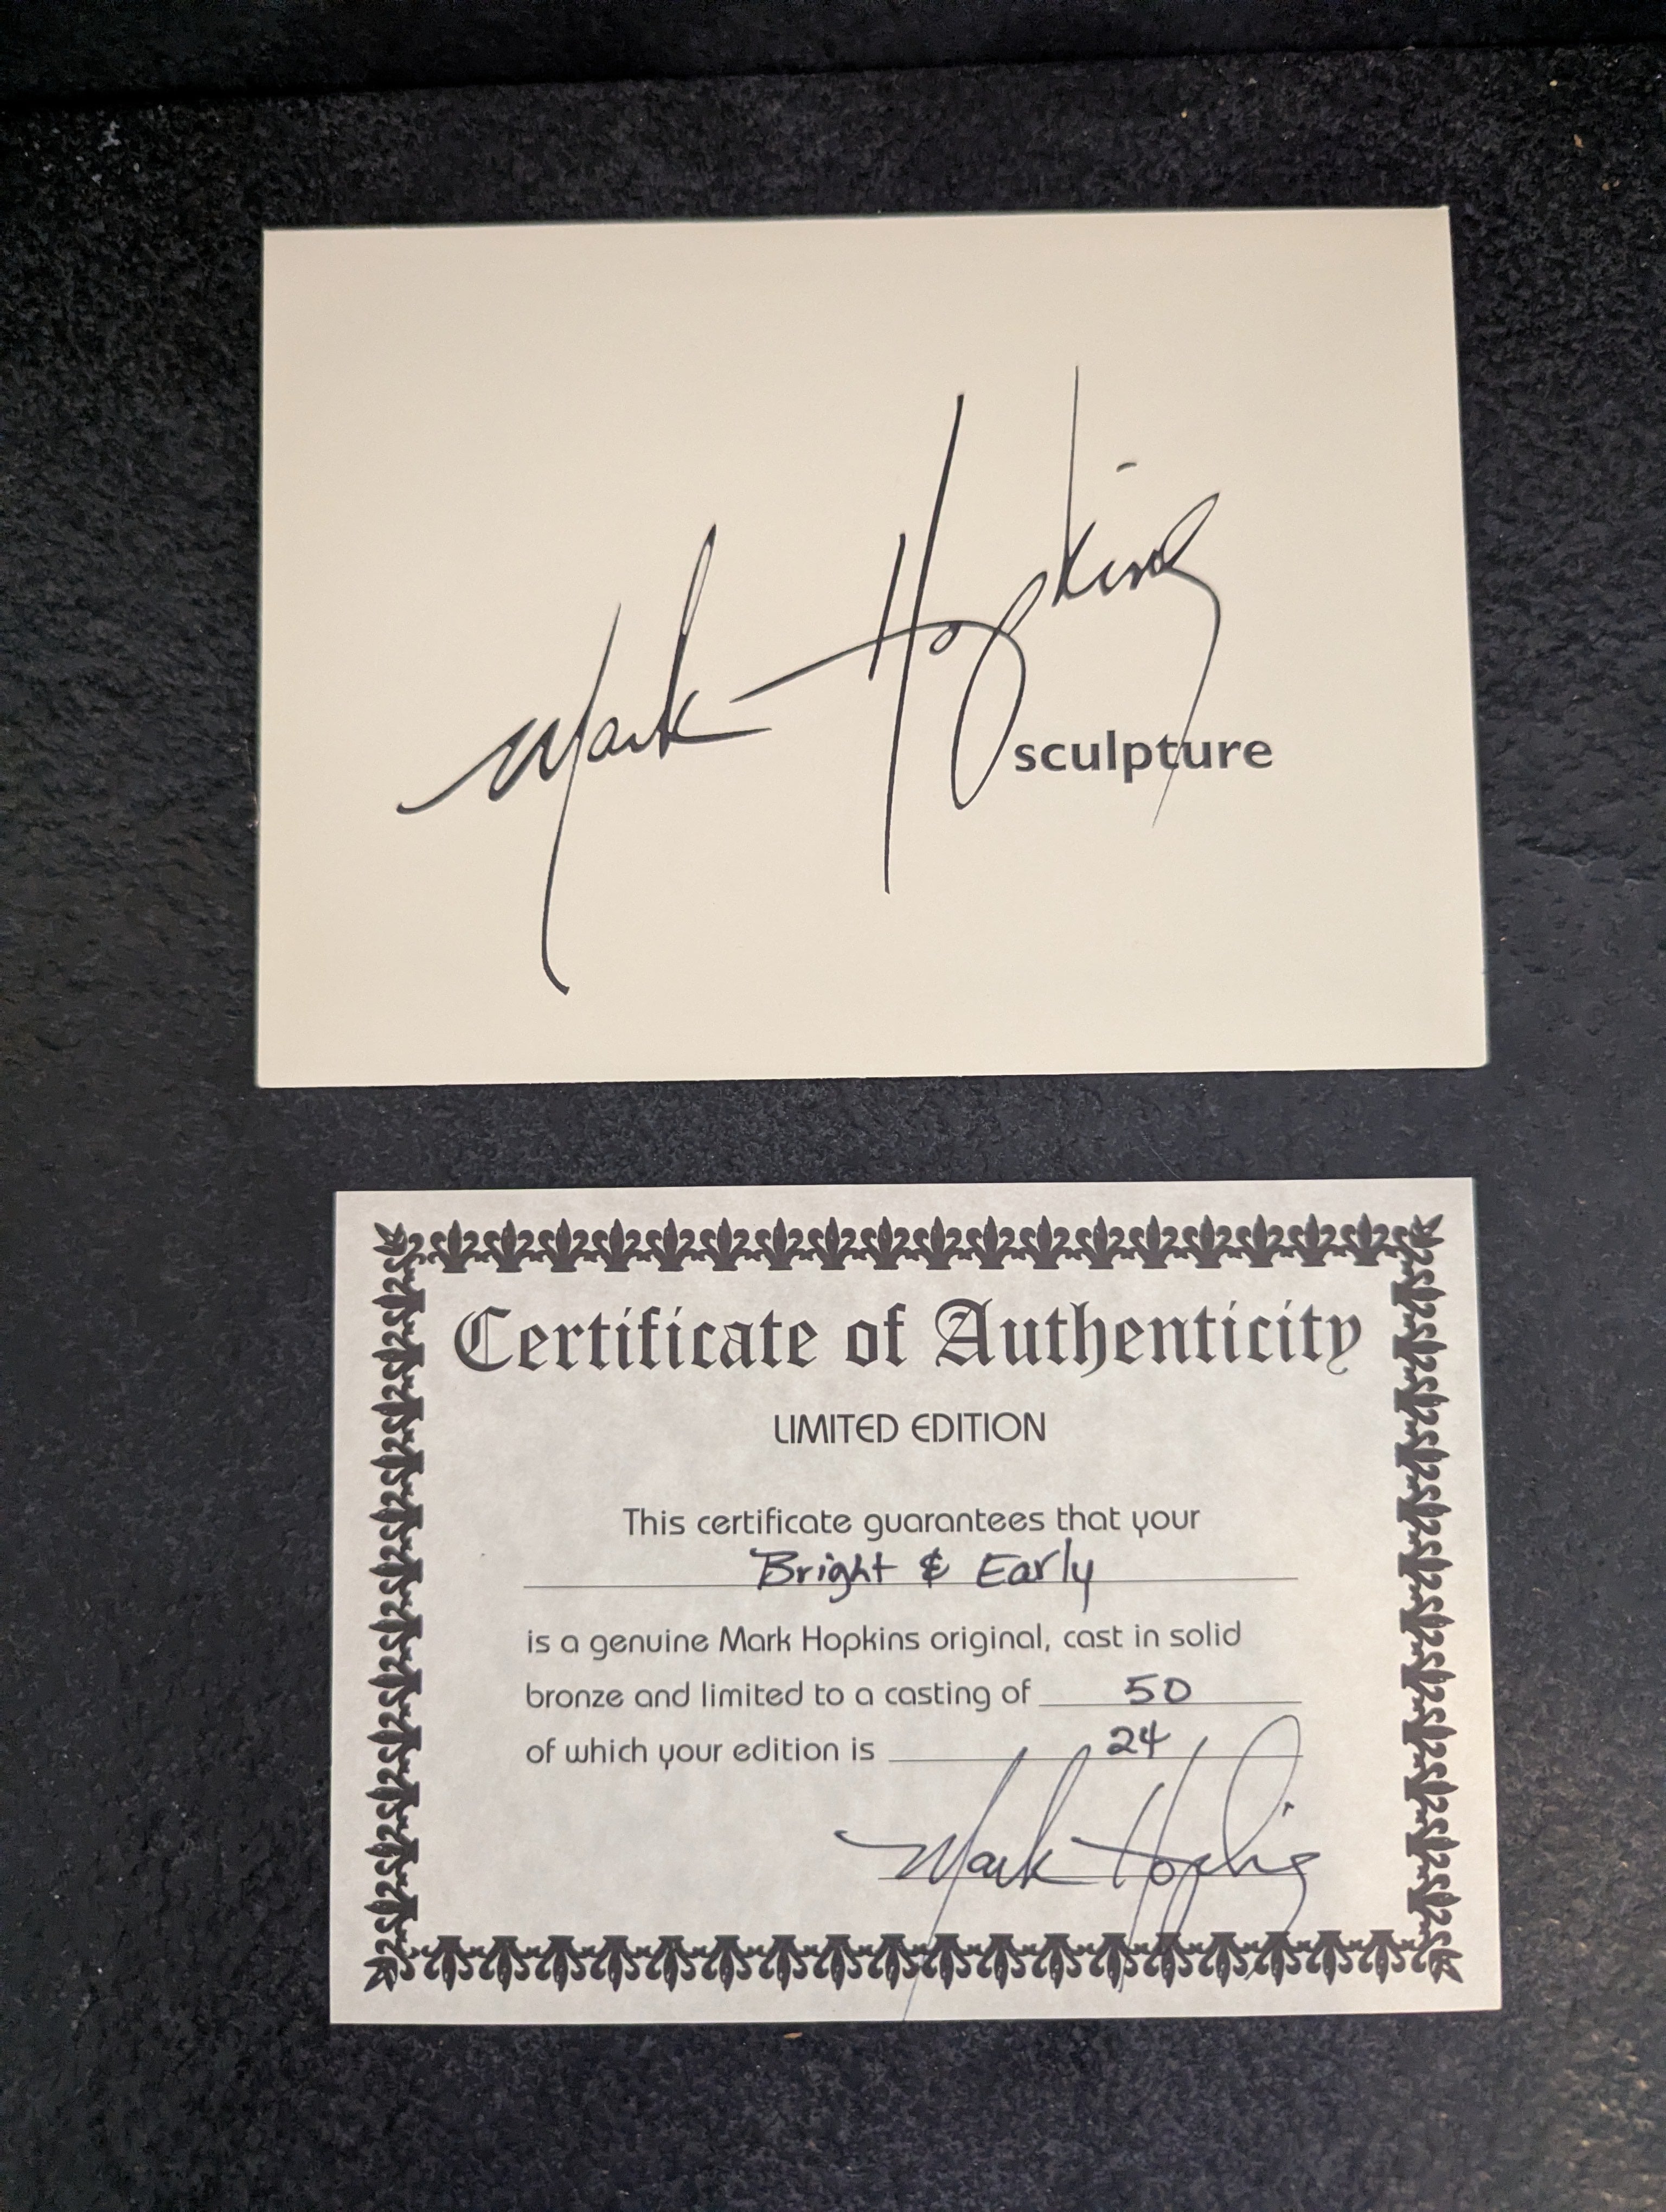 Mark Hopkins
sculpture
Certificate of Authenticity
LIMITED EDITION
This certificate guarantees that your
Bright & Early
is a genuine Mark Hopkins original, cast in solid
bronze and limited to a casting of 50
of which your edition is 24
Mark Hopkins